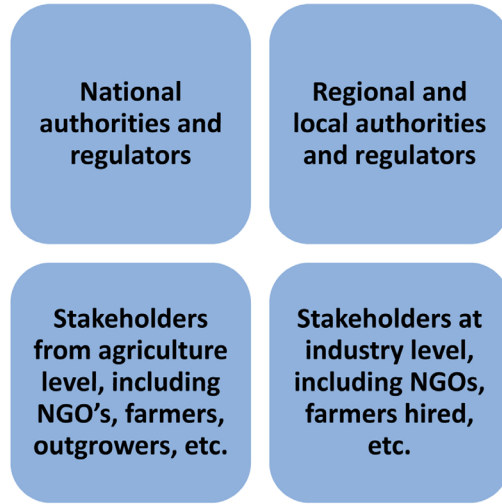 National
authorities and
regulators
Regional and
local authorities
and regulators
Stakeholders
from agriculture
level, including
NGO’s, farmers,
outgrowers, etc.
Stakeholders at
industry level,
including NGOs,
farmers hired,
etc.